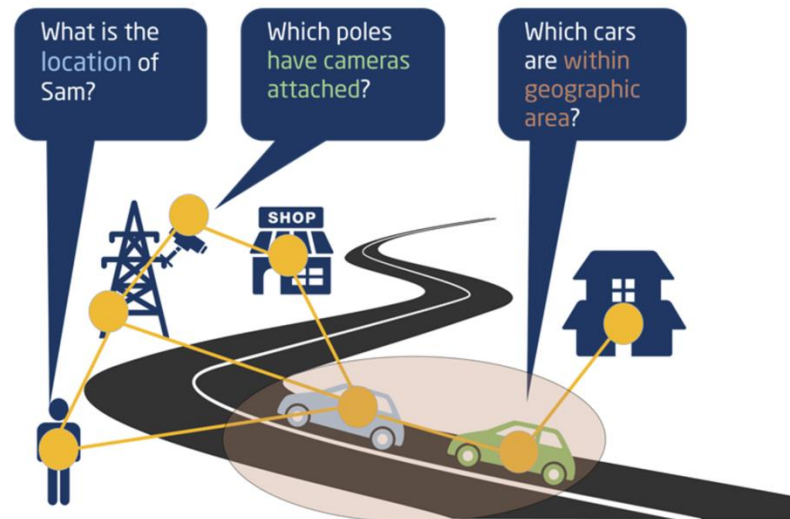 What is the
location of
Sam?
Which poles
have cameras
attached?
Which cars
are within
geographic
area?
SHOP